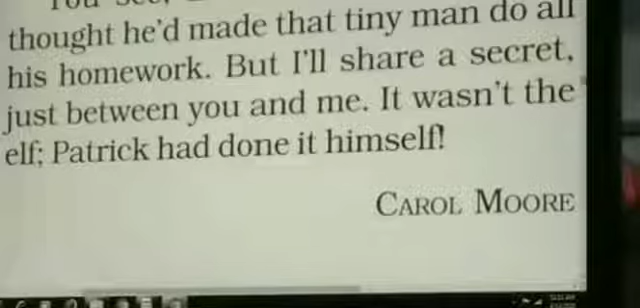 thought he'd made that tiny man do all
his homework. But I'll share a secret,
just between you and me. It wasn't the
elf; Patrick had done it himself!
CAROL MOORE